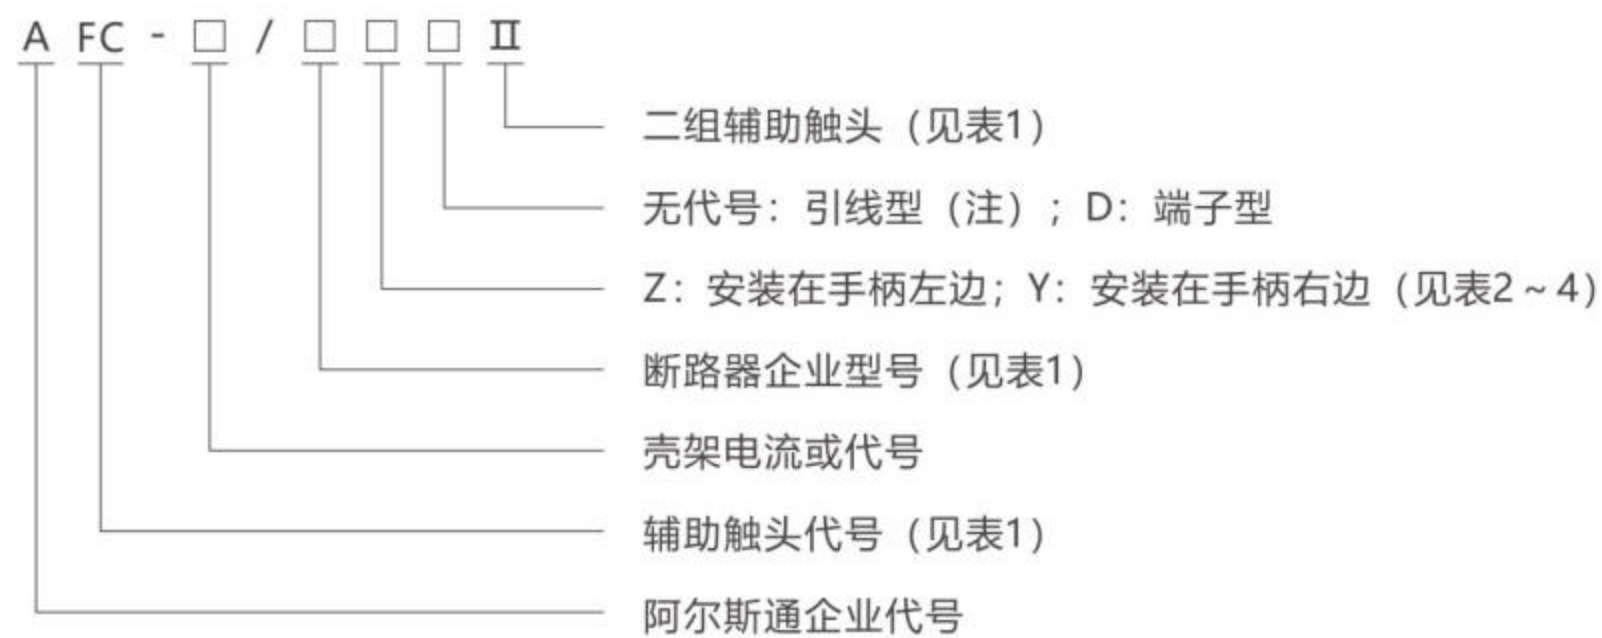 A FC - □ / □ □ □ Ⅱ
二组辅助触头（见表1）
无代号：引线型（注）；D：端子型
Z：安装在手柄左边；Y：安装在手柄右边（见表2~4）
断路器企业型号（见表1）
壳架电流或代号
辅助触头代号（见表1）
阿尔斯通企业代号